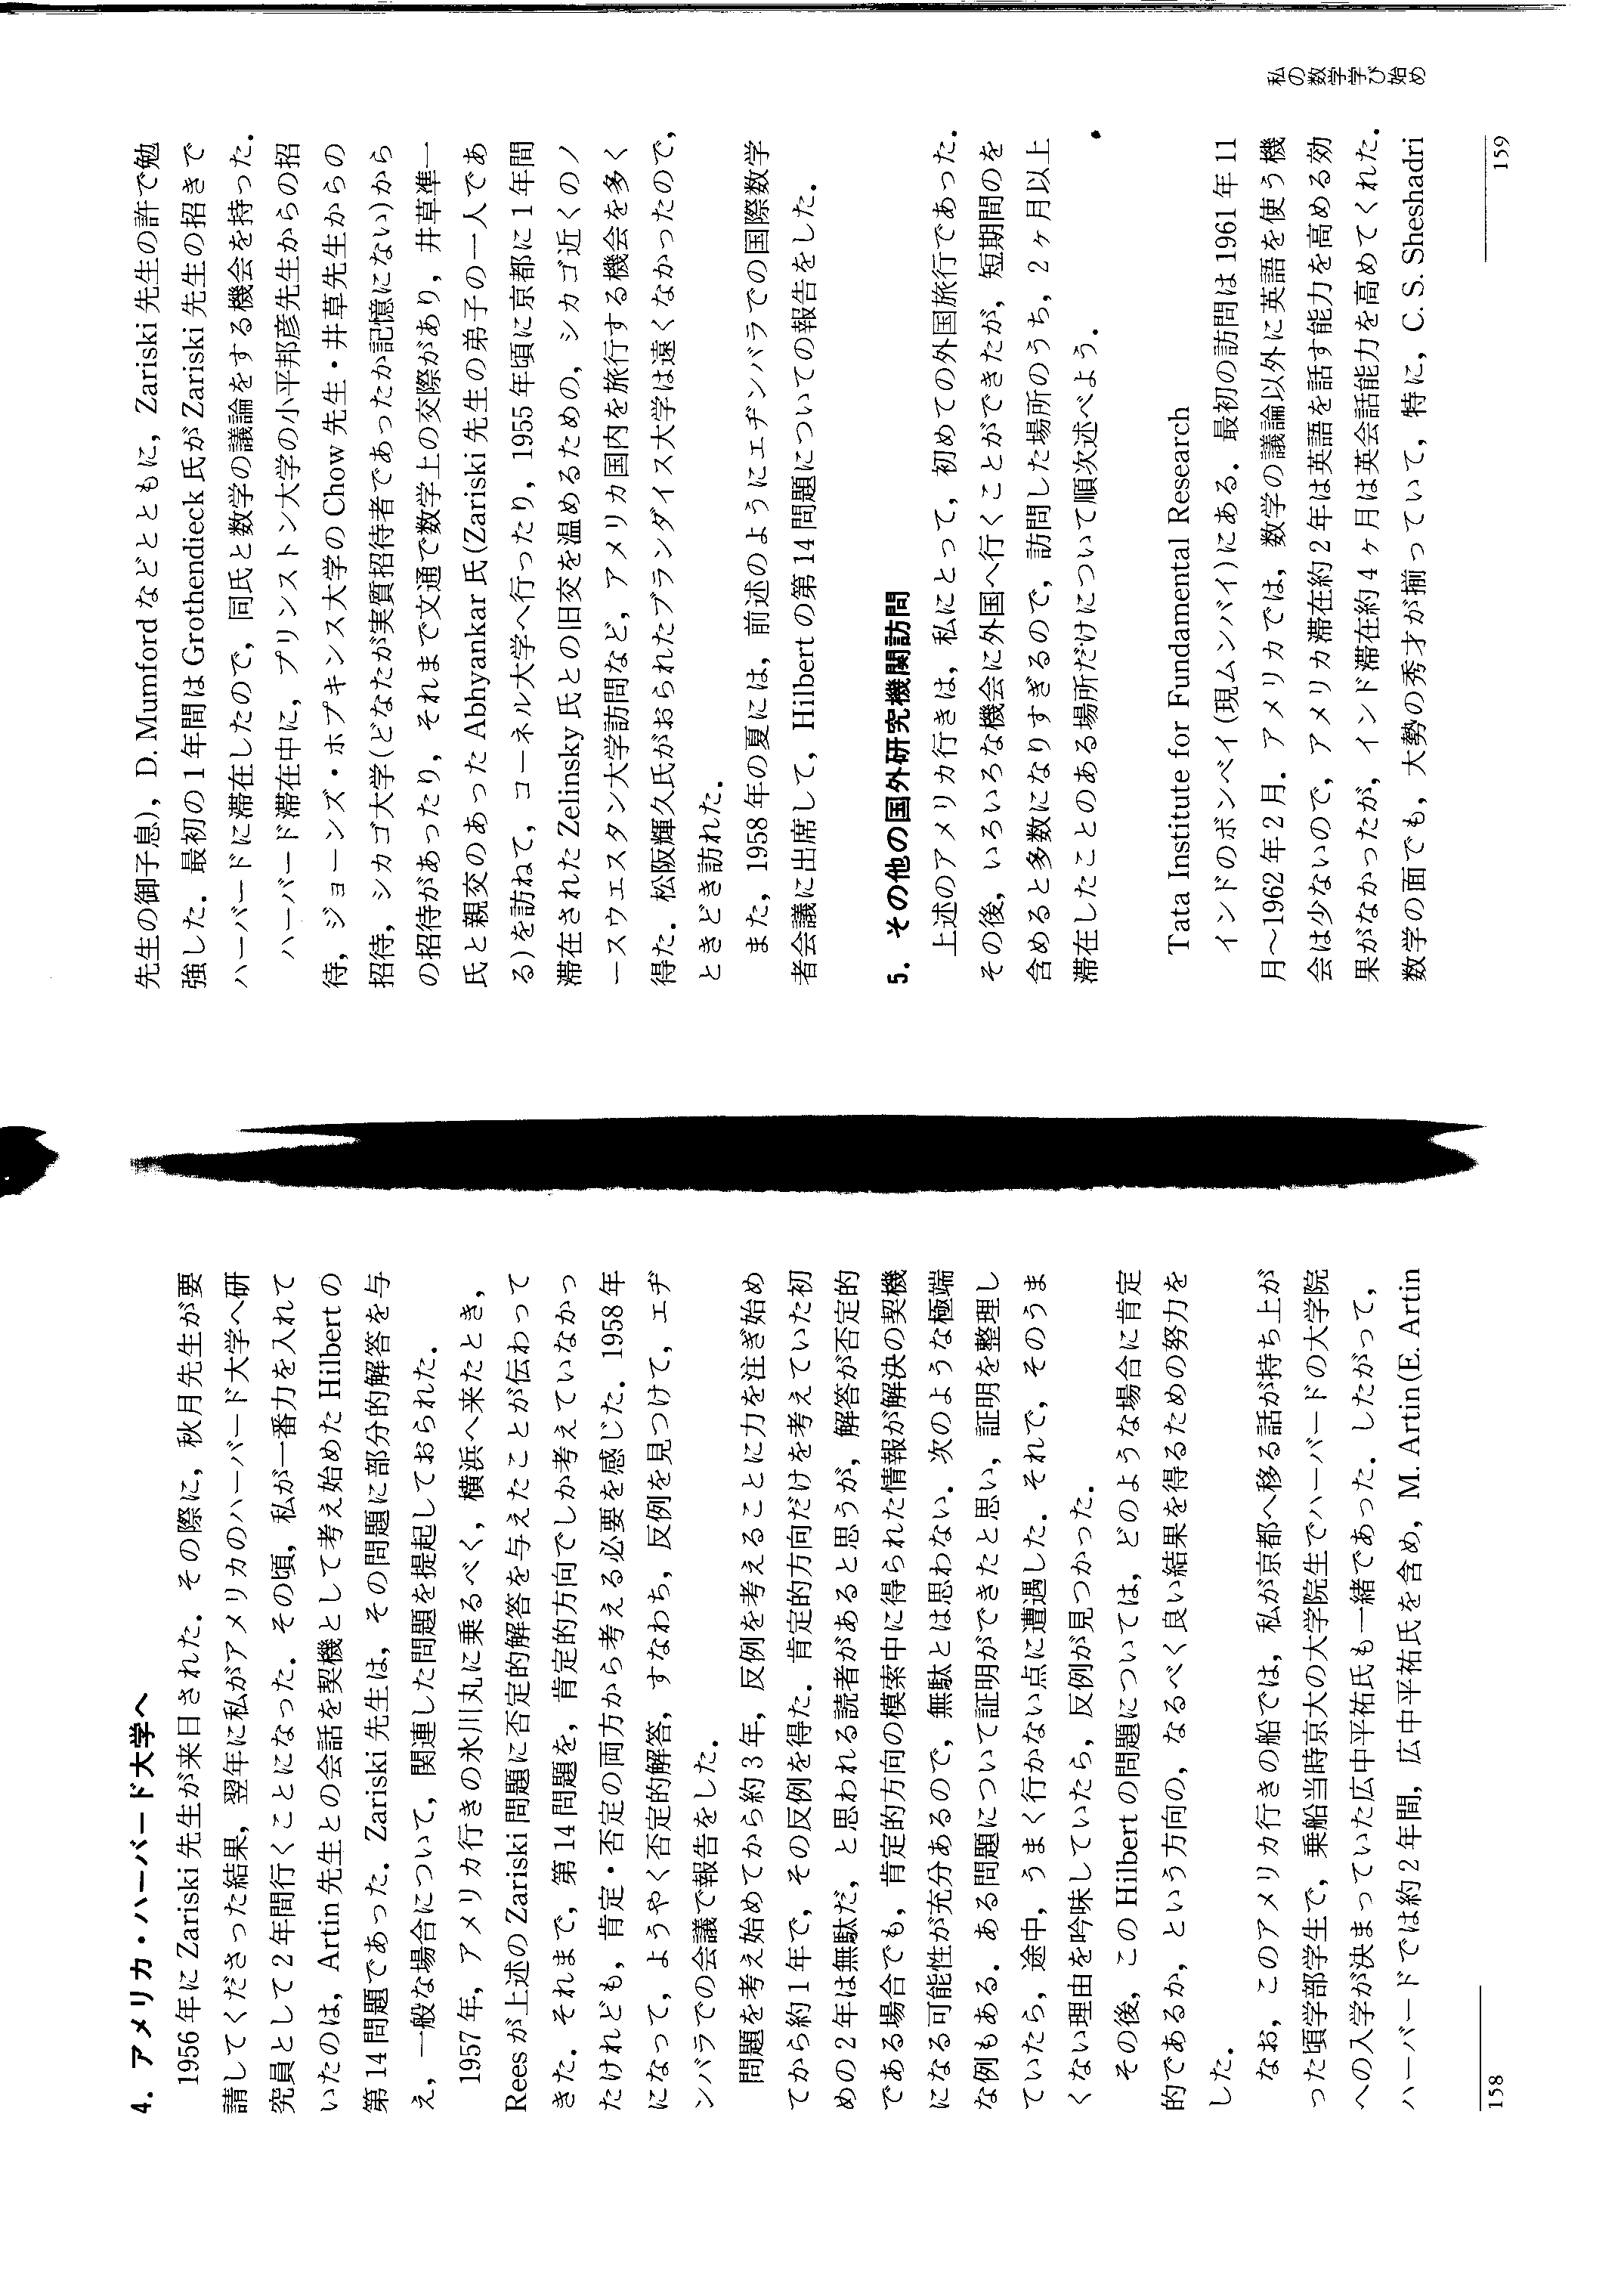 4. アメリカ・ハーバード大学へ
1956年にZariski先生が来日された．その際に，秋月先生が要
請してくださった結果，翌年に私がアメリカのハーバード大学へ研
究員として2年間行くことになった．その頃，私が一番力を入れて
いたのは，Artin先生との会話を契機として考え始めたHilbertの
第14問題であった．Zariski先生は，その問題に部分的解答を与
え，一般な場合について，関連した問題を提起しておられた．
1957年，アメリカ行きの氷川丸に乗るべく，横浜へ来たとき，
Reesが上述のZariski問題に否定的解答を与えたことが伝わって
きた．それまで，第14問題を，肯定的方向でしか考えていなかっ
たけれども，肯定・否定の両方から考える必要を感じた．1958年
になって，ようやく否定的解答，すなわち，反例を見つけて，エヂ
ンバラでの会議で報告をした．
問題を考え始めてから約3年，反例を考えることに力を注ぎ始め
てから約1年で，その反例を得た．肯定的方向だけを考えていた初
めの2年は無駄だ，と思われる読者があると思うが，解答が否定的
である場合でも，肯定的方向の模索中に得られた情報が解決の契機
になる可能性が充分あるので，無駄とは思わない．次のような極端
な例もある．ある問題について証明ができたと思い，証明を整理し
ていたら，途中，うまく行かない点に遭遇した．それで，そのうま
くない理由を吟味していたら，反例が見つかった．
その後，このHilbertの問題については，どのような場合に肯定
的であるか，という方向の，なるべく良い結果を得るための努力を
した．
なお，このアメリカ行きの船では，私が京都へ移る話が持ち上が
った頃学部学生で，乗船当時京大の大学院生でハーバードの大学院
への入学が決まっていた広中平祐氏も一緒であった．したがって，
ハーバードでは約2年間，広中平祐氏を含め，M. Artin(E. Artin
158
先生の御子息)，D. Mumfordなどとともに，Zariski先生の許で勉
強した．最初の1年間はGrothendieck氏がZariski先生の招きで
ハーバードに滞在したので，同氏と数学の議論をする機会を持った．
ハーバード滞在中に，プリンストン大学の小平邦彦先生からの招
待，ジョーンズ・ホプキンス大学のChow先生・井草先生からの
招待，シカゴ大学(どなたが実質招待者であったか記憶にない)から
の招待があったり，それまで文通で数学上の交際があり，井草準一
氏と親交のあったAbhyankar氏(Zariski先生の弟子の一人であ
る)を訪ねて，コーネル大学へ行ったり，1955年頃に京都に1年間
滞在されたZelinsky氏との旧交を温めるための，シカゴ近くのノ
ースウエスタン大学訪問など，アメリカ国内を旅行する機会を多く
得た．松阪輝久氏がおられたブランダイス大学は遠くなかったので，
ときどき訪れた．
また，1958年の夏には，前述のようにエヂンバラでの国際数学
者会議に出席して，Hilbertの第14問題についての報告をした．
5. その他の国外研究機関訪問
上述のアメリカ行きは，私にとって，初めての外国旅行であった．
その後，いろいろな機会に外国へ行くことができたが，短期間のを
含めると多数になりすぎるので，訪問した場所のうち，2ヶ月以上
滞在したことのある場所だけについて順次述べよう．
Tata Institute for Fundamental Research
インドのボンベイ(現ムンバイ)にある．最初の訪問は1961年11
月〜1962年2月．アメリカでは，数学の議論以外に英語を使う機
会は少ないので，アメリカ滞在約2年は英語を話す能力を高める効
果がなかったが，インド滞在約4ヶ月は英会話能力を高めてくれた．
数学の面でも，大勢の秀才が揃っていて，特に，C. S. Sheshadri
私の数学学び始め
159